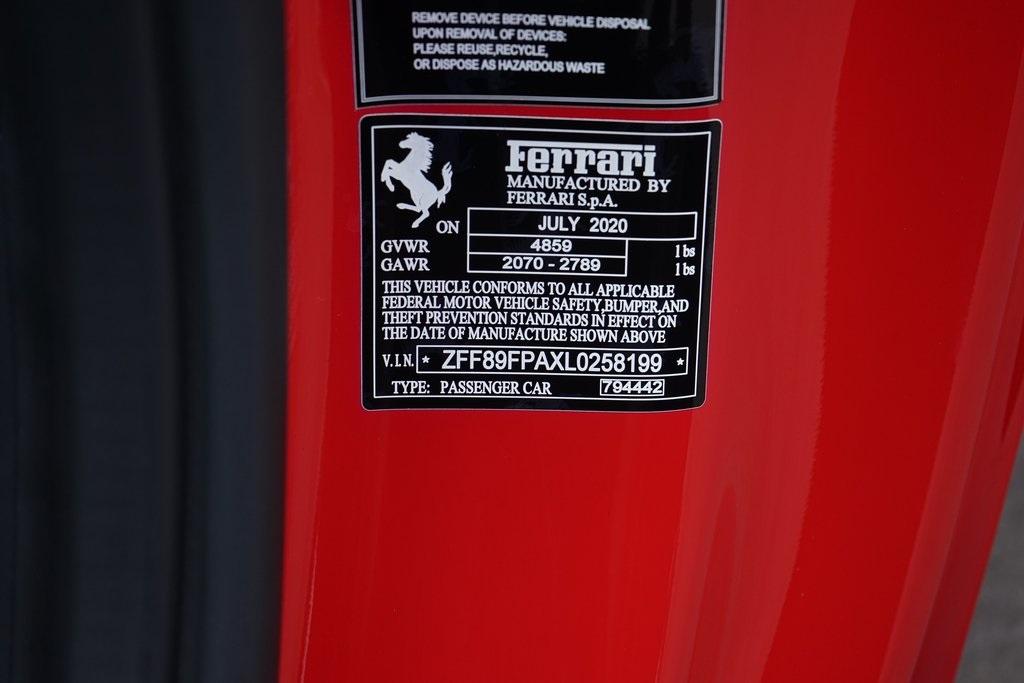 REMOVE DEVICE BEFORE VEHICLE DISPOSAL
UPON REMOVAL OF DEVICES:
PLEASE REUSE,RECYCLE,
OR DISPOSE AS HAZARDOUS WASTE
Ferrari
MANUFACTURED BY
FERRARI S.p.A.
ON JULY 2020
GVWR 4859 lbs
GAWR 2070 - 2789 lbs
THIS VEHICLE CONFORMS TO ALL APPLICABLE
FEDERAL MOTOR VEHICLE SAFETY,BUMPER,AND
THEFT PREVENTION STANDARDS IN EFFECT ON
THE DATE OF MANUFACTURE SHOWN ABOVE
V.I.N. * ZFF89FPAXL0258199 *
TYPE: PASSENGER CAR 794442